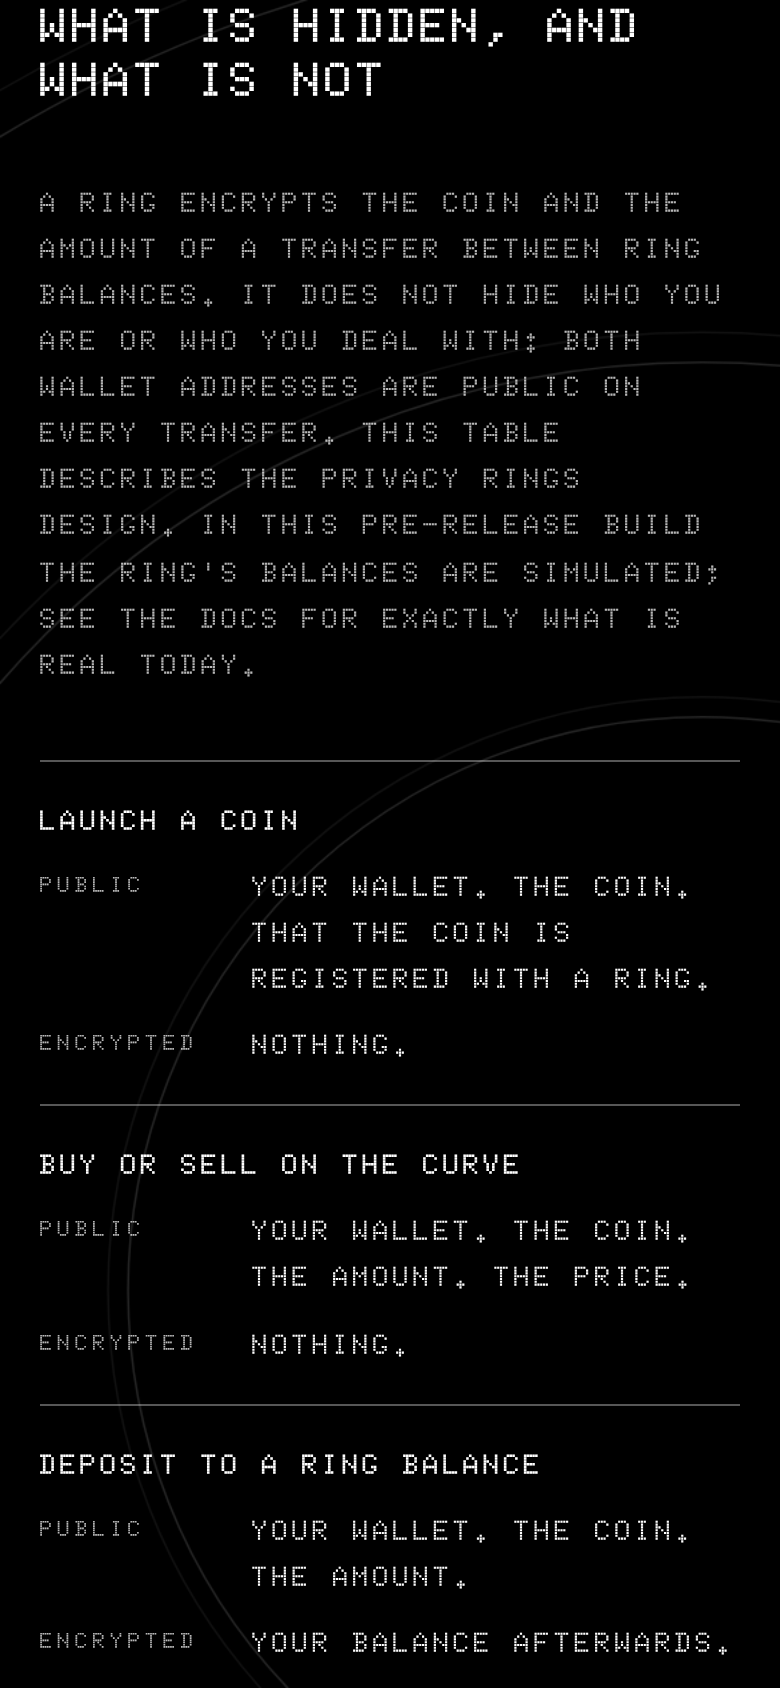 WHAT IS HIDDEN, AND
WHAT IS NOT
A RING ENCRYPTS THE COIN AND THE
AMOUNT OF A TRANSFER BETWEEN RING
BALANCES. IT DOES NOT HIDE WHO YOU
ARE OR WHO YOU DEAL WITH: BOTH
WALLET ADDRESSES ARE PUBLIC ON
EVERY TRANSFER. THIS TABLE
DESCRIBES THE PRIVACY RINGS
DESIGN. IN THIS PRE-RELEASE BUILD
THE RING'S BALANCES ARE SIMULATED;
SEE THE DOCS FOR EXACTLY WHAT IS
REAL TODAY.
LAUNCH A COIN
PUBLIC YOUR WALLET. THE COIN.
THAT THE COIN IS
REGISTERED WITH A RING.
ENCRYPTED NOTHING.
BUY OR SELL ON THE CURVE
PUBLIC YOUR WALLET. THE COIN.
THE AMOUNT. THE PRICE.
ENCRYPTED NOTHING.
DEPOSIT TO A RING BALANCE
PUBLIC YOUR WALLET. THE COIN.
THE AMOUNT.
ENCRYPTED YOUR BALANCE AFTERWARDS.